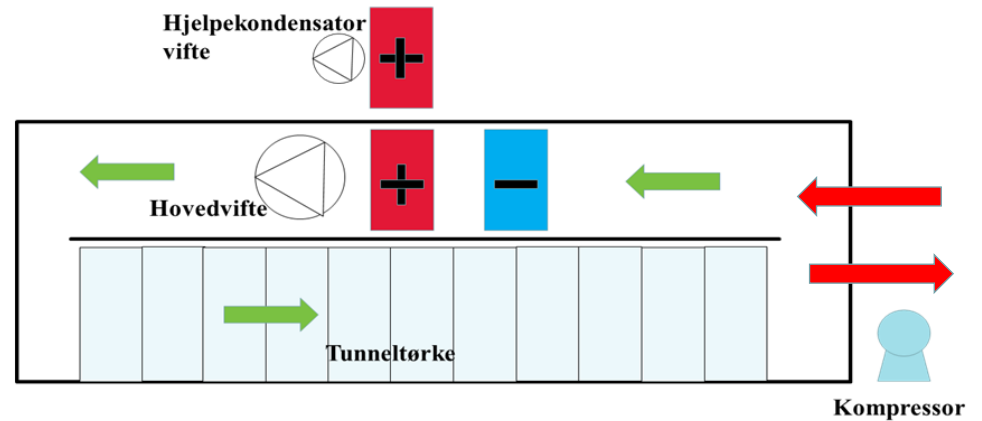 Hjelpekondensator
vifte
Hovedvifte
Tunneltørke
Kompressor